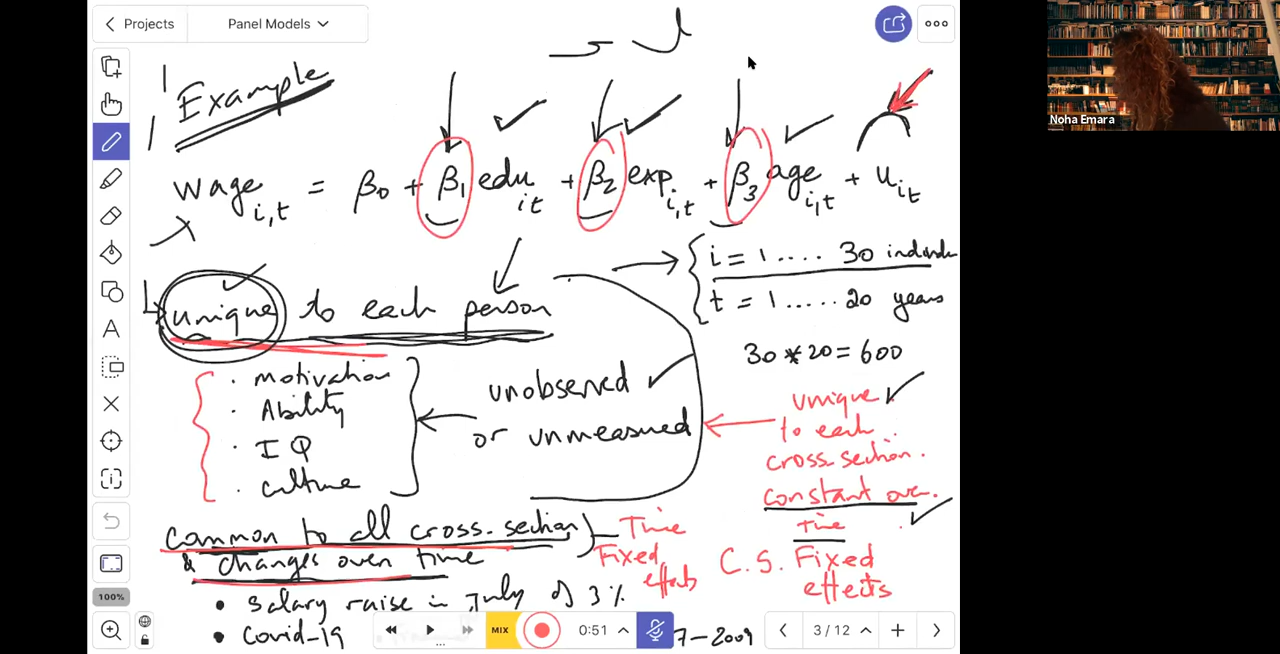 Projects
Panel Models
Example
wage i,t = β0 + β1 edu it + β2 exp. i,t + β3 age i,t + u it
unique to each person
i = 1 .... 30
t = 1 ..... 20 years
30 * 20 = 600
• motivation
• Ability
• IQ
• culture
unobserved
or unmeasured
unique
to each
cross-section.
constant over.
time
C.S. Fixed
effects
Common to all cross-section
& changes over time
Time
Fixed
effects
• Salary raise in July of 3%
• Covid-19
7-2009
100%
MIX
0:51
3 / 12
Noha Emara